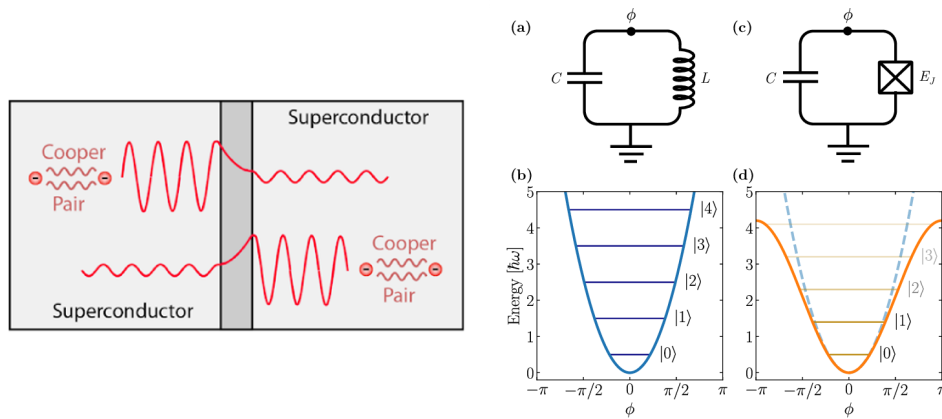 Superconductor
Cooper
Pair
Cooper
Pair
Superconductor
(a)
ϕ
C
L
(c)
ϕ
C
E_J
(b)
Energy [ℏω]
5
4
3
2
1
0
|4⟩
|3⟩
|2⟩
|1⟩
|0⟩
−π −π/2 0 π/2 π
ϕ
(d)
5
4
3
2
1
0
|3⟩
|2⟩
|1⟩
|0⟩
−π −π/2 0 π/2 π
ϕ